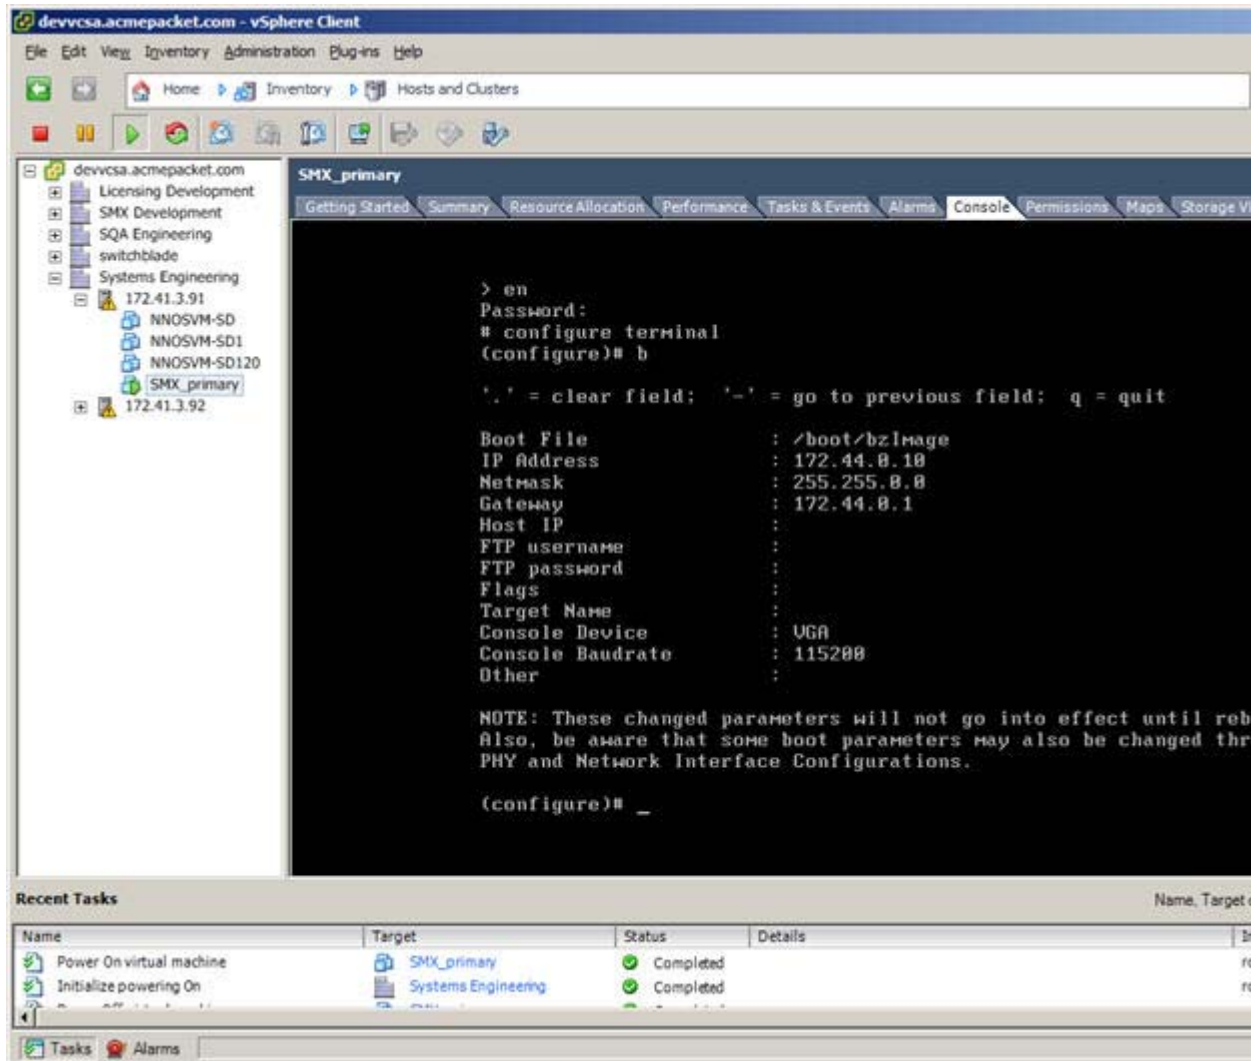 devvcsa.acmepacket.com - vSphere Client
File Edit View Inventory Administration Plug-ins Help
Home Inventory Hosts and Clusters
devvcsa.acmepacket.com
Licensing Development
SMX Development
SQA Engineering
switchblade
Systems Engineering
172.41.3.91
NNOSVM-SD
NNOSVM-SD1
NNOSVM-SD120
SMX_primary
172.41.3.92
SMX_primary
Getting Started Summary Resource Allocation Performance Tasks & Events Alarms Console Permissions Maps Storage Vi
> en
Password:
# configure terminal
(configure)# b
'.' = clear field; '-' = go to previous field; q = quit
Boot File : /boot/bzImage
IP Address : 172.44.0.10
Netmask : 255.255.0.0
Gateway : 172.44.0.1
Host IP :
FTP username :
FTP password :
Flags :
Target Name :
Console Device : VGA
Console Baudrate : 115200
Other :
NOTE: These changed parameters will not go into effect until reb
Also, be aware that some boot parameters may also be changed thr
PHY and Network Interface Configurations.
(configure)# _
Recent Tasks
Name, Target
Name Target Status Details
Power On virtual machine SMX_primary Completed
Initialize powering On Systems Engineering Completed
Tasks Alarms